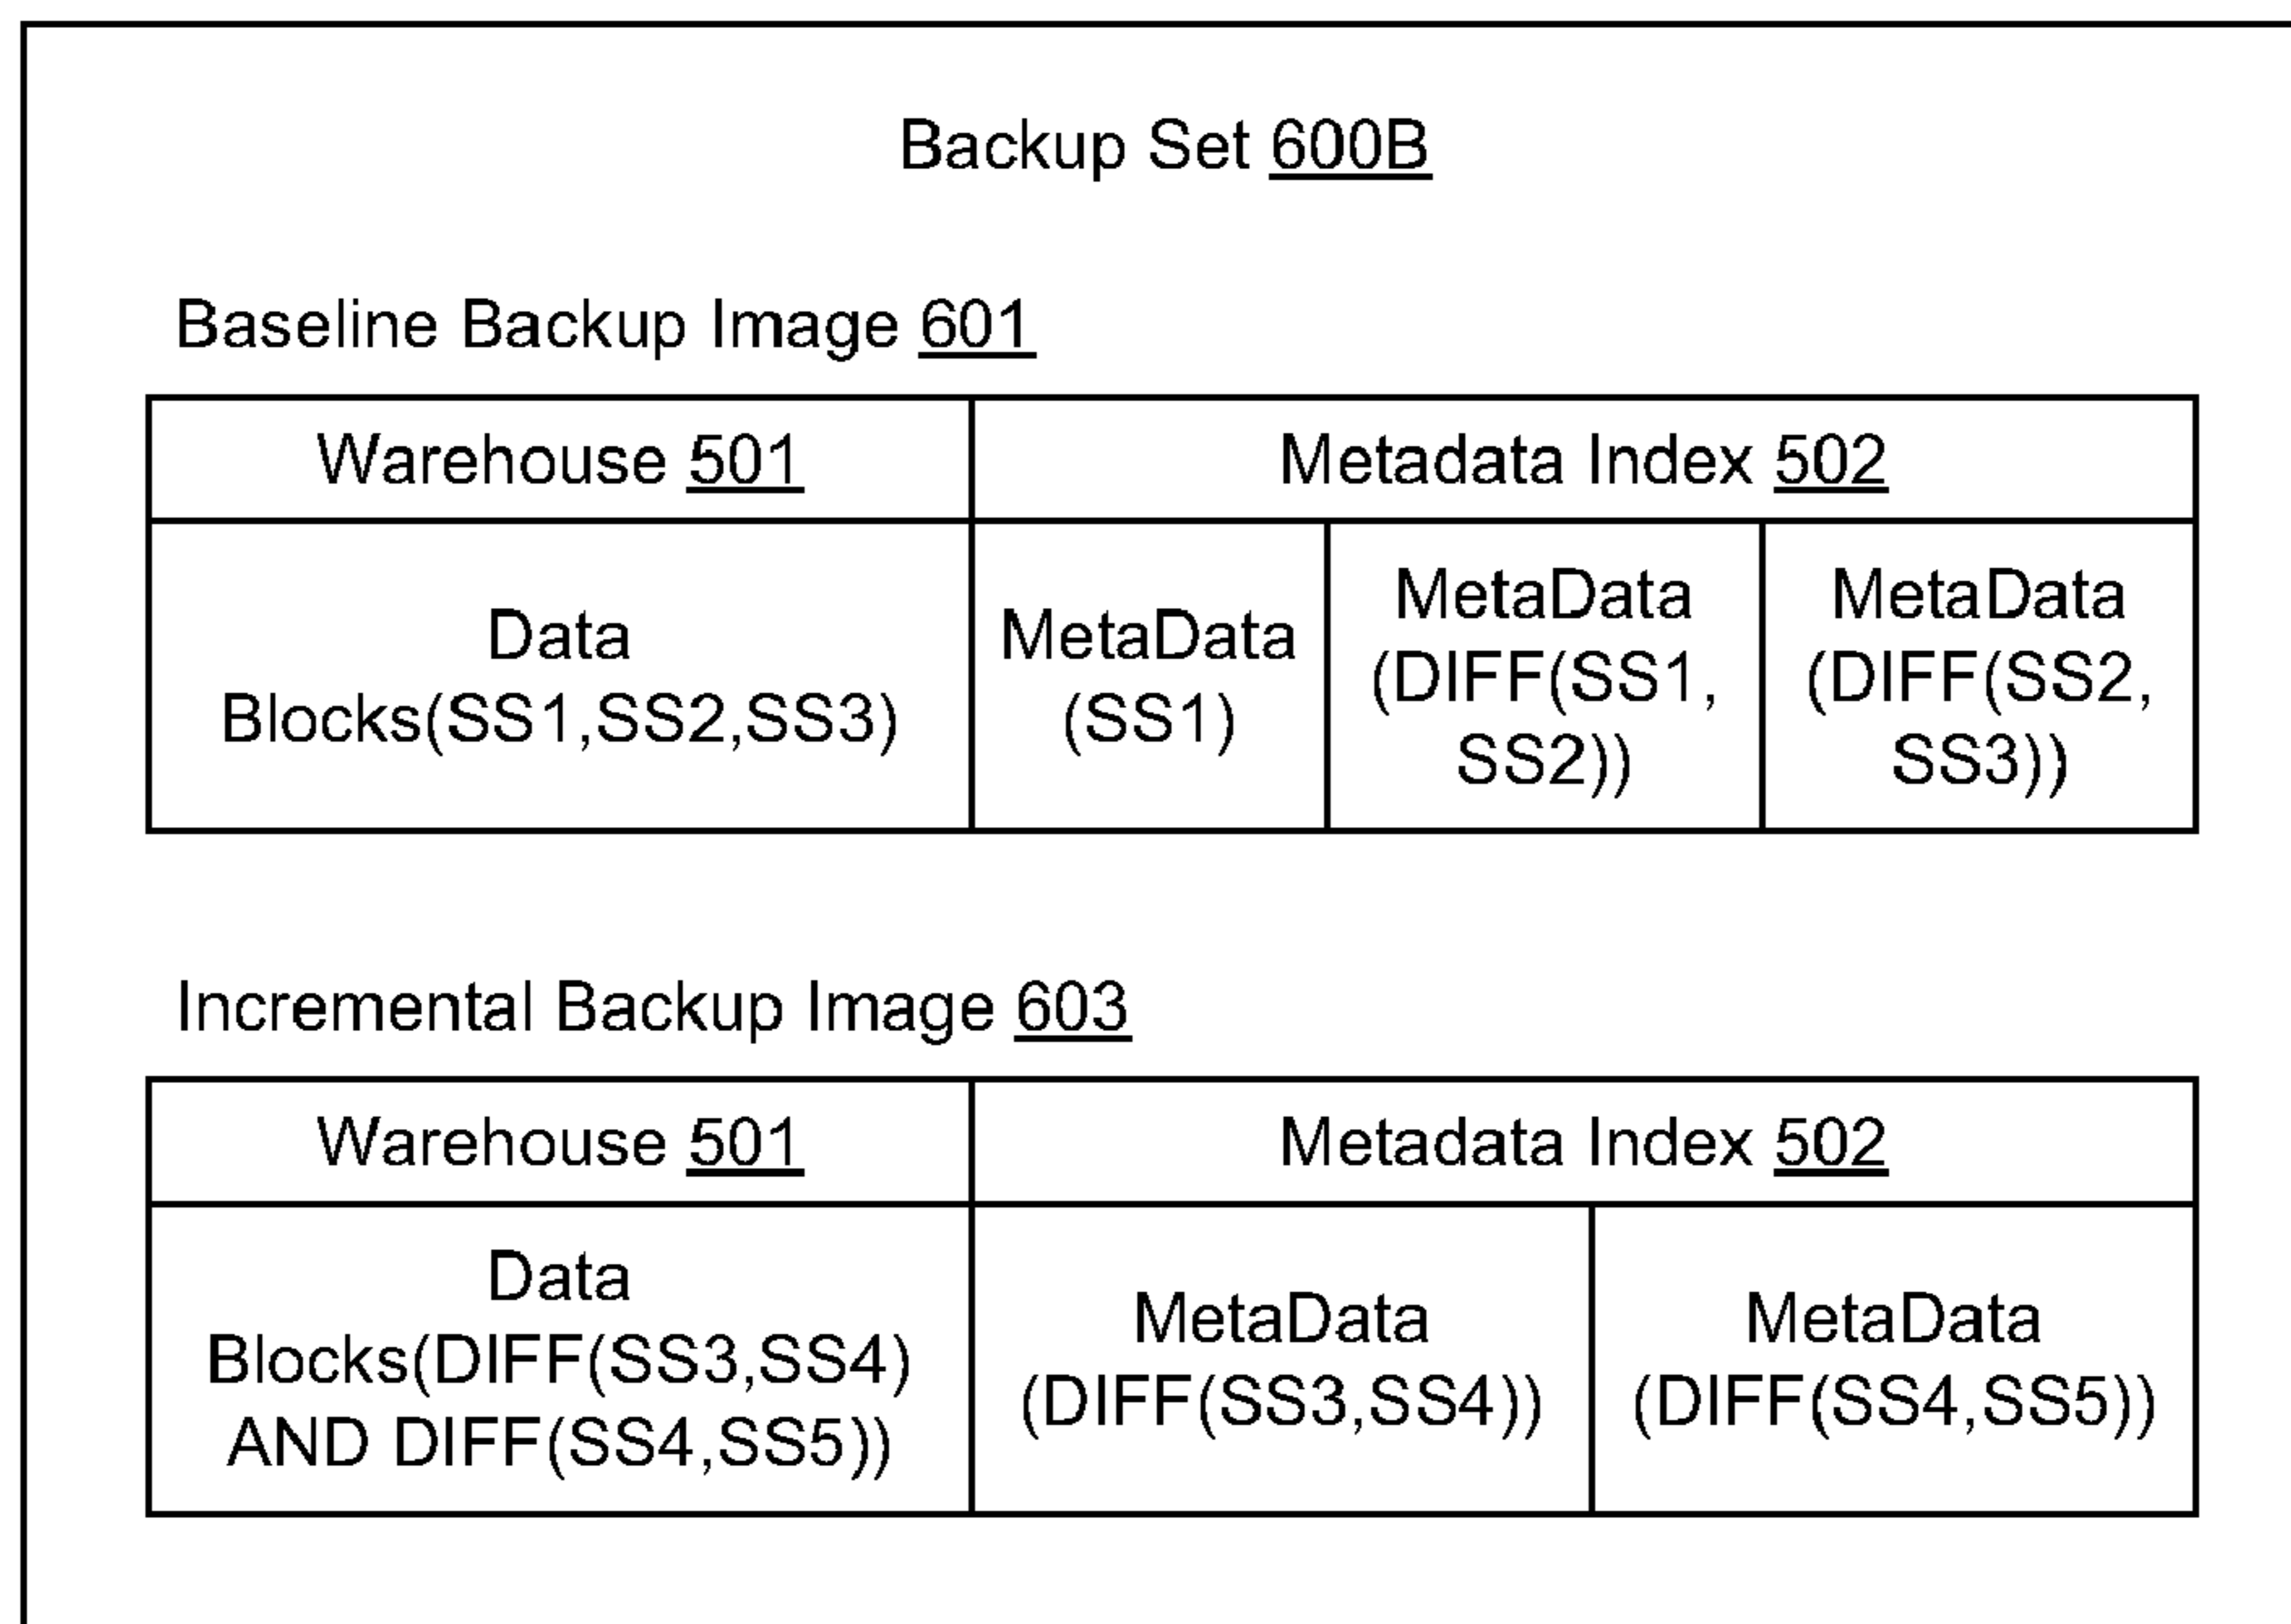 Backup Set 600B
Baseline Backup Image 601
Warehouse 501
Metadata Index 502
Data
Blocks(SS1,SS2,SS3)
MetaData
(SS1)
MetaData
(DIFF(SS1,
SS2))
MetaData
(DIFF(SS2,
SS3))
Incremental Backup Image 603
Warehouse 501
Metadata Index 502
Data
Blocks(DIFF(SS3,SS4)
AND DIFF(SS4,SS5))
MetaData
(DIFF(SS3,SS4))
MetaData
(DIFF(SS4,SS5))